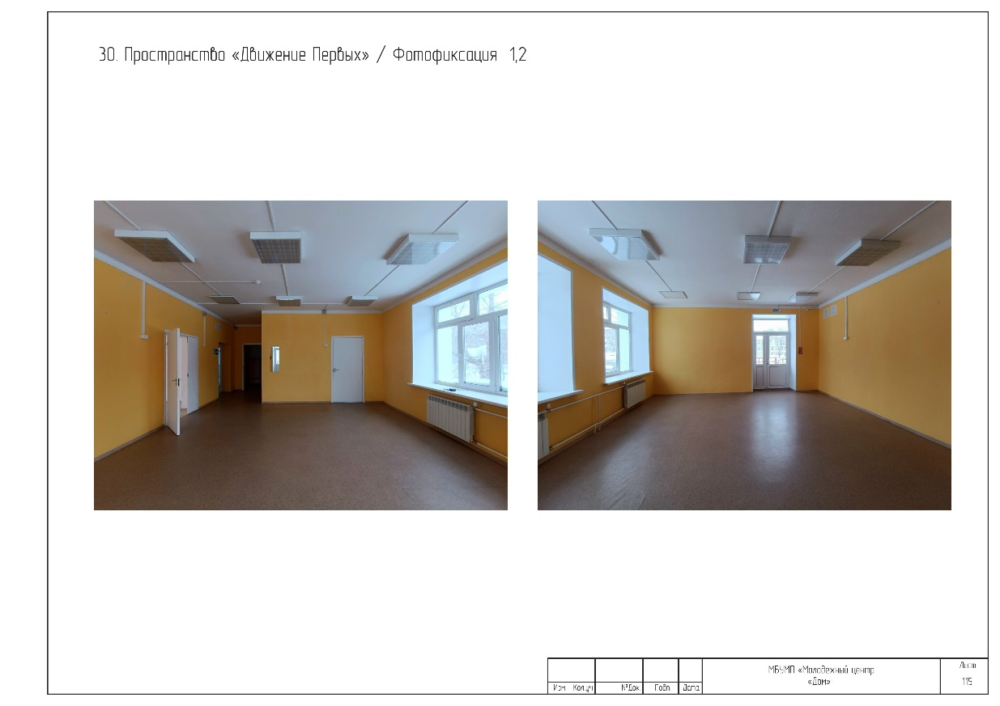 30. Пространство «Движение Первых» / Фотофиксация 1,2
МБУМП «Молодежный центр
«Дом»
Лист
115
Изм. Кол.уч №Док. Подп. Дата